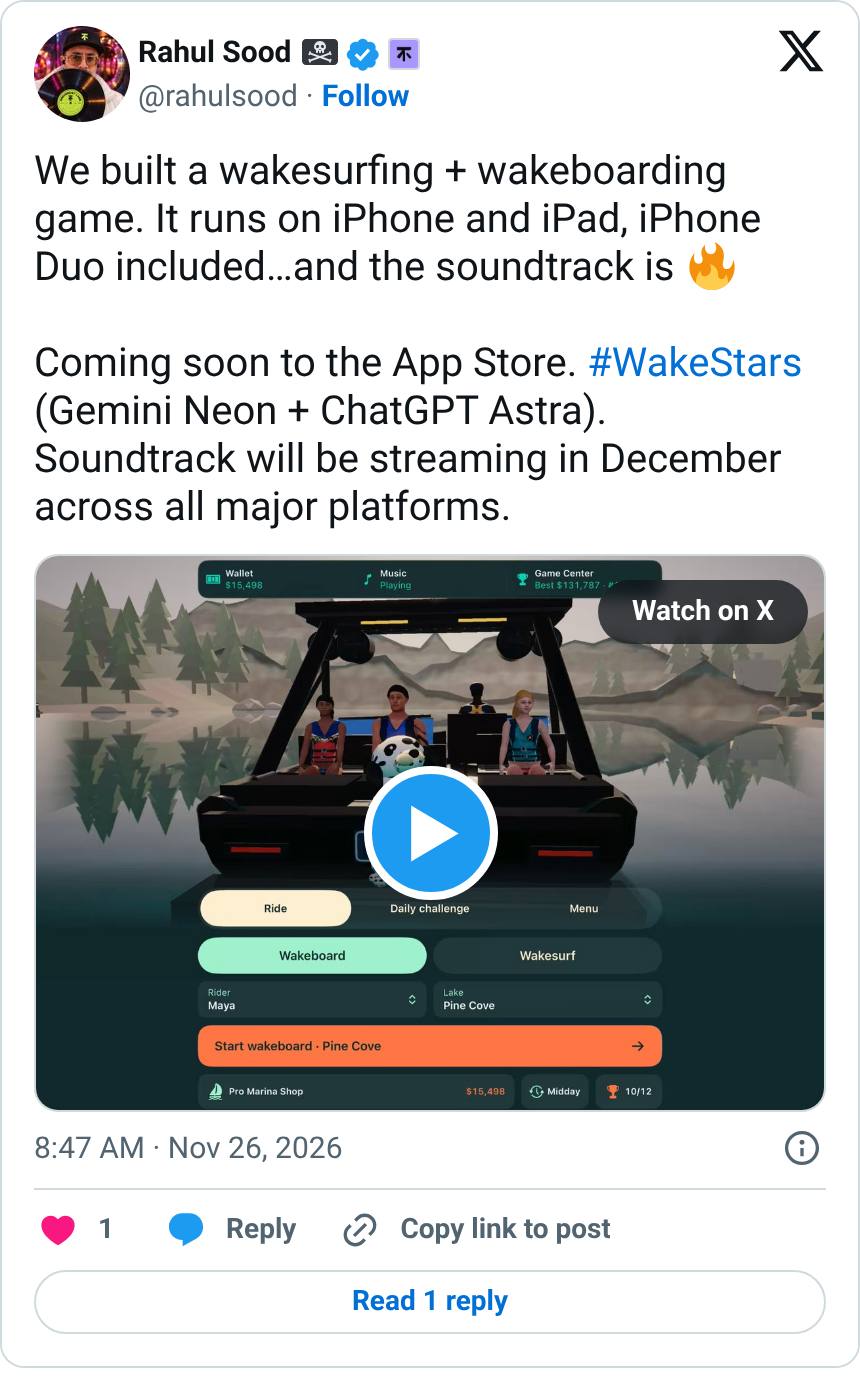 Rahul Sood
@rahulsood · Follow
We built a wakesurfing + wakeboarding
game. It runs on iPhone and iPad, iPhone
Duo included...and the soundtrack is 🔥
Coming soon to the App Store. #WakeStars
(Gemini Neon + ChatGPT Astra).
Soundtrack will be streaming in December
across all major platforms.
Wallet
$15,498
Music
Playing
Game Center
Best $131,787 ·
Watch on X
Ride
Daily challenge
Menu
Wakeboard
Wakesurf
Rider
Maya
Lake
Pine Cove
Start wakeboard · Pine Cove
Pro Marina Shop
$15,498
Midday
10/12
8:47 AM · Nov 26, 2026
1
Reply
Copy link to post
Read 1 reply